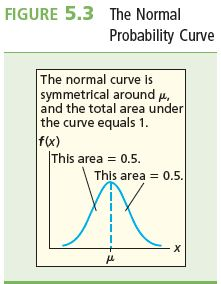 FIGURE 5.3 The Normal
Probability Curve
The normal curve is
symmetrical around μ,
and the total area under
the curve equals 1.
f(x)
This area = 0.5.
This area = 0.5.
x
μ